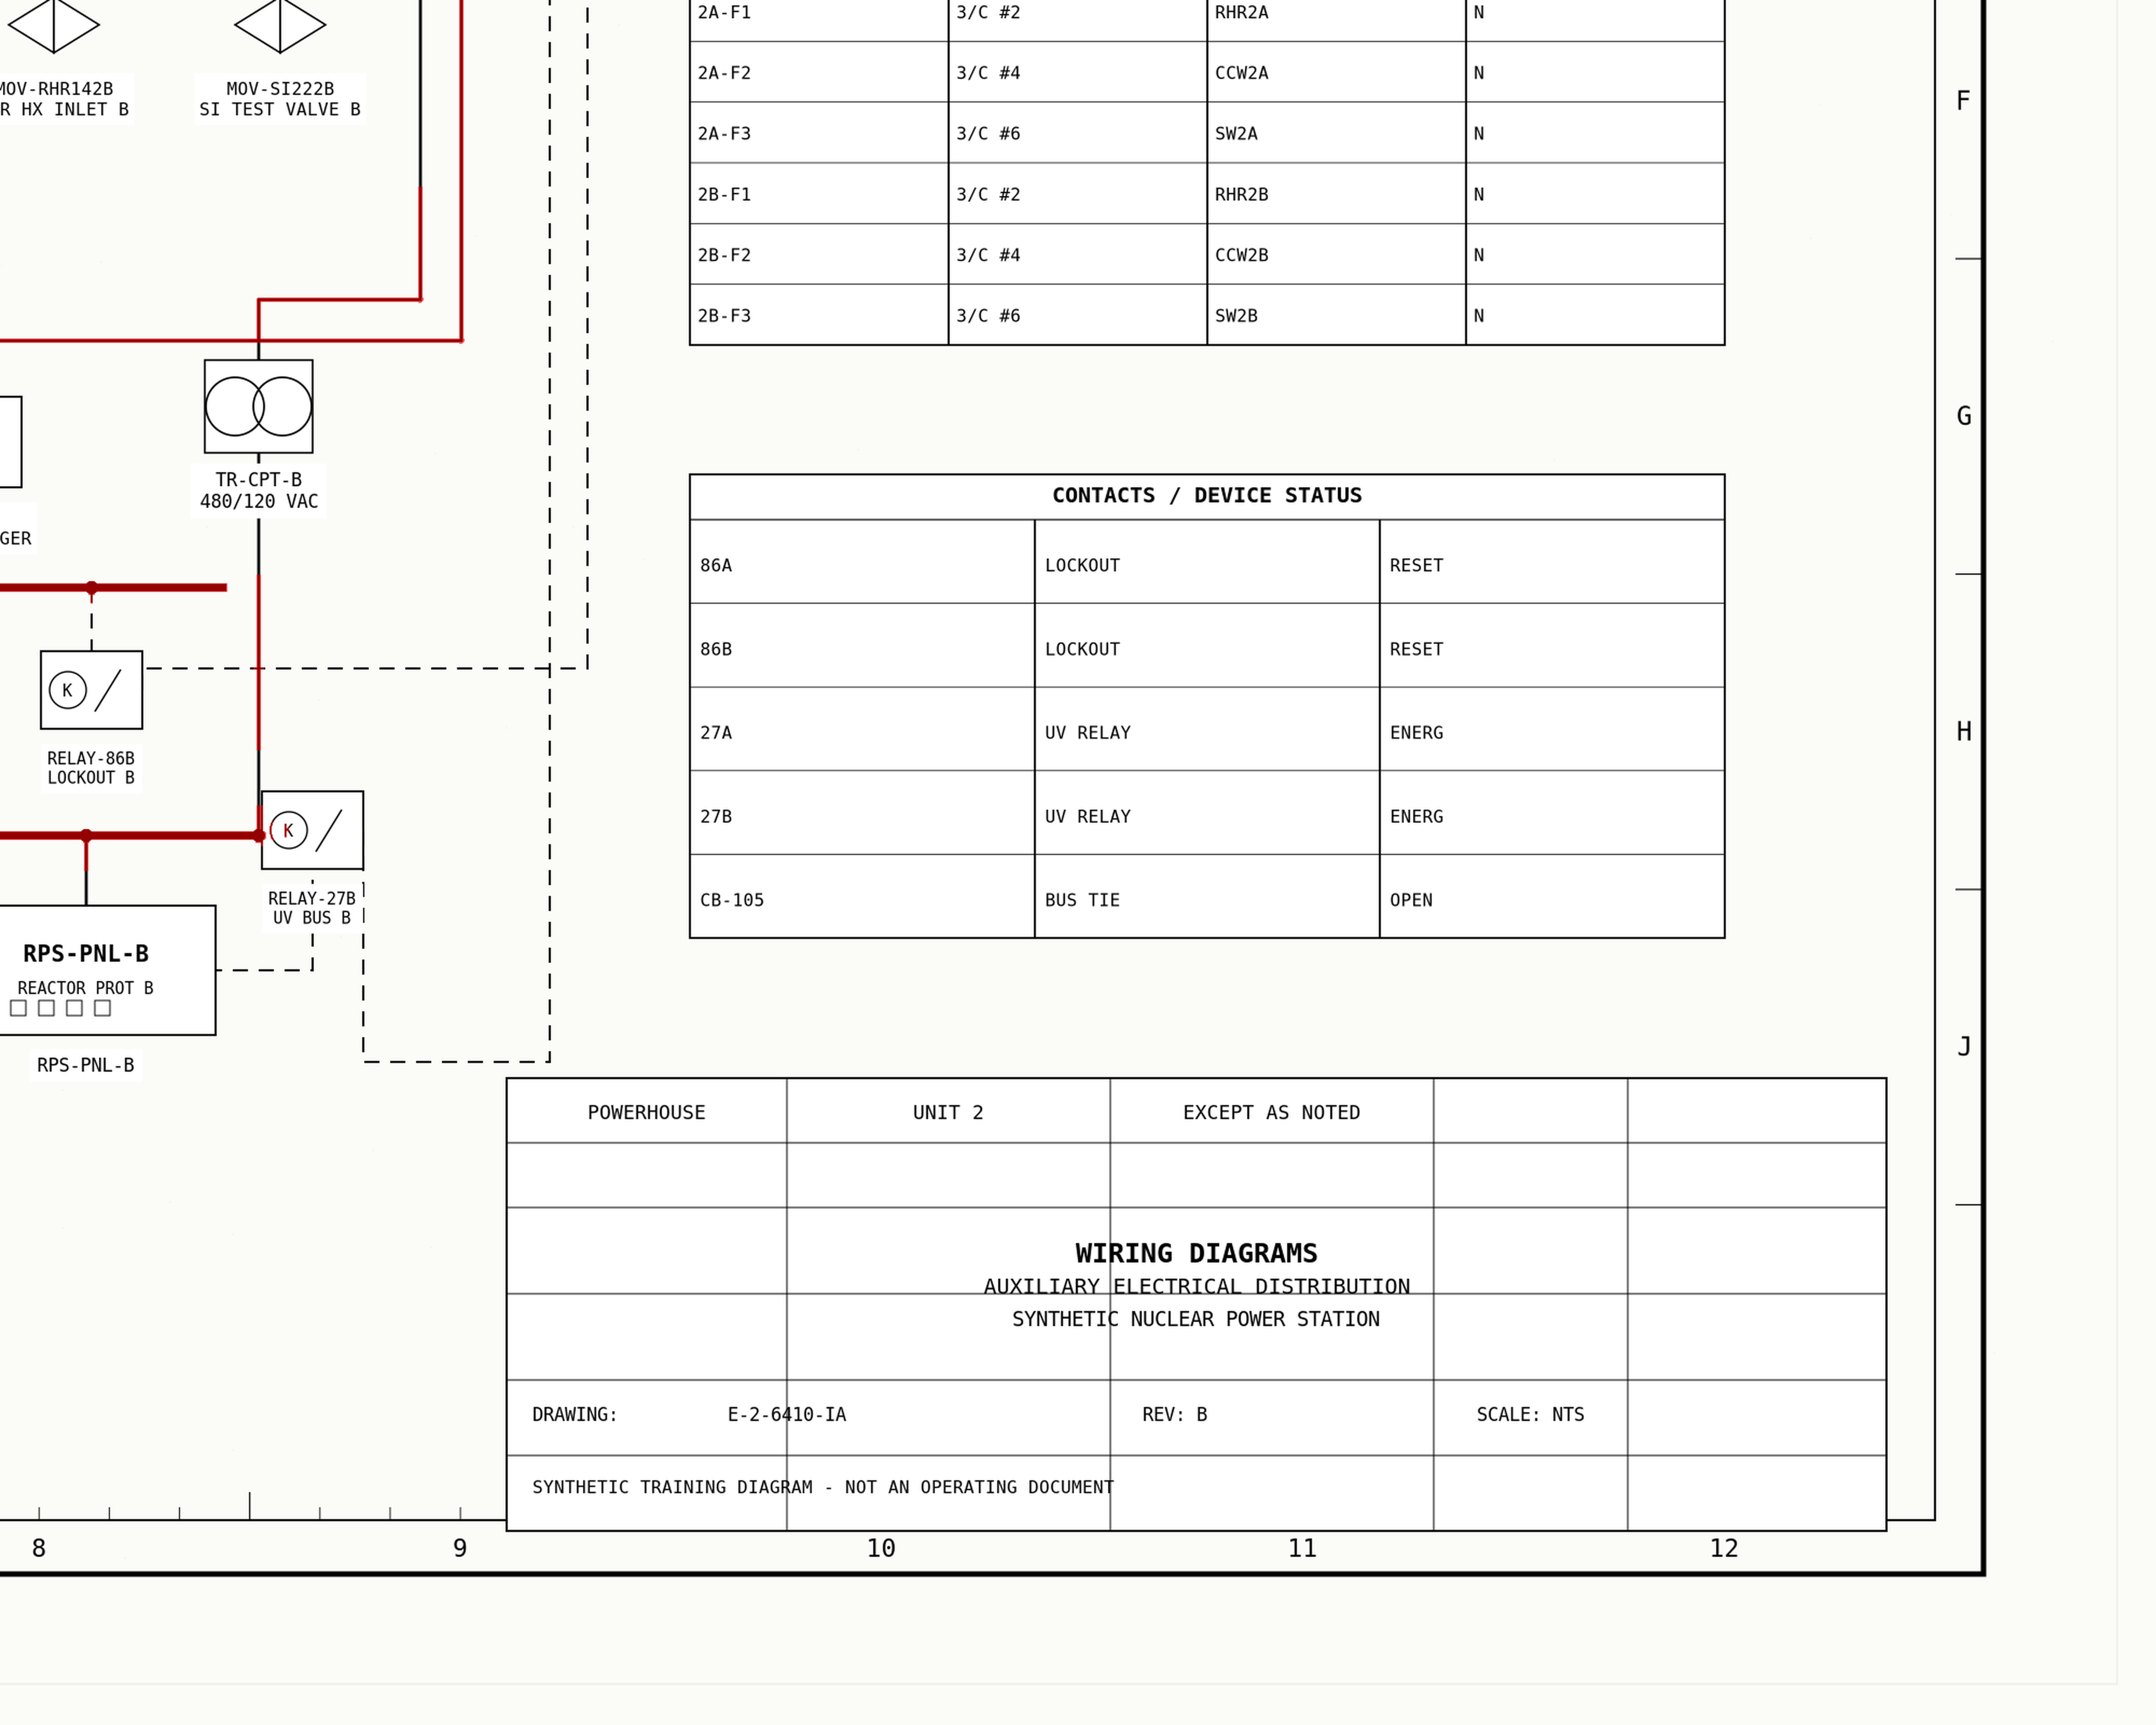 MOV-RHR142B
R HX INLET B
MOV-SI222B
SI TEST VALVE B
2A-F1 3/C #2 RHR2A N
2A-F2 3/C #4 CCW2A N
2A-F3 3/C #6 SW2A N
2B-F1 3/C #2 RHR2B N
2B-F2 3/C #4 CCW2B N
2B-F3 3/C #6 SW2B N
F
G
H
J
TR-CPT-B
480/120 VAC
GER
K
RELAY-86B
LOCKOUT B
K
RELAY-27B
UV BUS B
RPS-PNL-B
REACTOR PROT B
RPS-PNL-B
CONTACTS / DEVICE STATUS
86A LOCKOUT RESET
86B LOCKOUT RESET
27A UV RELAY ENERG
27B UV RELAY ENERG
CB-105 BUS TIE OPEN
POWERHOUSE UNIT 2 EXCEPT AS NOTED
WIRING DIAGRAMS
AUXILIARY ELECTRICAL DISTRIBUTION
SYNTHETIC NUCLEAR POWER STATION
DRAWING: E-2-6410-IA REV: B SCALE: NTS
SYNTHETIC TRAINING DIAGRAM - NOT AN OPERATING DOCUMENT
8 9 10 11 12